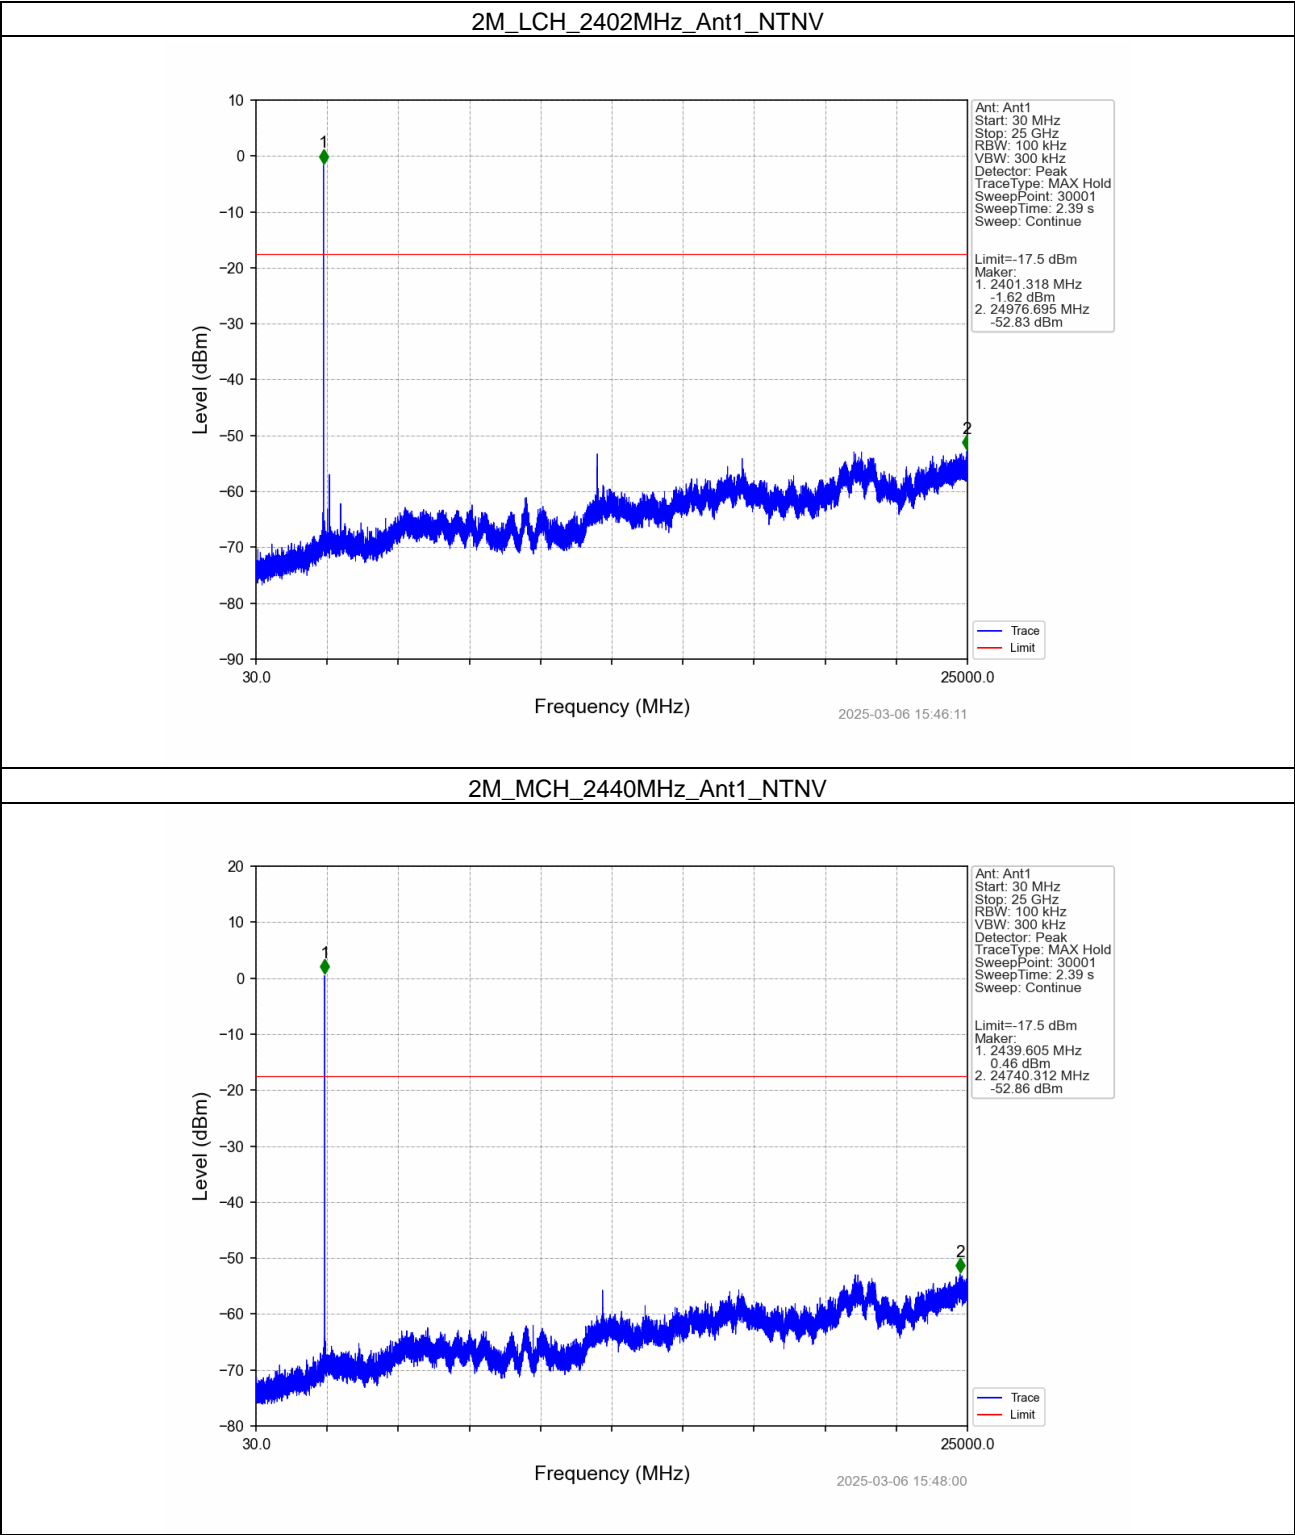 2M_LCH_2402MHz_Ant1_NTNV
10
0
−10
−20
−30
−40
−50
−60
−70
−80
−90
Level (dBm)
1
2
30.0
25000.0
Frequency (MHz)
2025-03-06 15:46:11
Ant: Ant1
Start: 30 MHz
Stop: 25 GHz
RBW: 100 kHz
VBW: 300 kHz
Detector: Peak
TraceType: MAX Hold
SweepPoint: 30001
SweepTime: 2.39 s
Sweep: Continue
Limit=-17.5 dBm
Maker:
1. 2401.318 MHz
-1.62 dBm
2. 24976.695 MHz
-52.83 dBm
Trace
Limit
2M_MCH_2440MHz_Ant1_NTNV
20
10
0
−10
−20
−30
−40
−50
−60
−70
−80
Level (dBm)
1
2
30.0
25000.0
Frequency (MHz)
2025-03-06 15:48:00
Ant: Ant1
Start: 30 MHz
Stop: 25 GHz
RBW: 100 kHz
VBW: 300 kHz
Detector: Peak
TraceType: MAX Hold
SweepPoint: 30001
SweepTime: 2.39 s
Sweep: Continue
Limit=-17.5 dBm
Maker:
1. 2439.605 MHz
0.46 dBm
2. 24740.312 MHz
-52.86 dBm
Trace
Limit